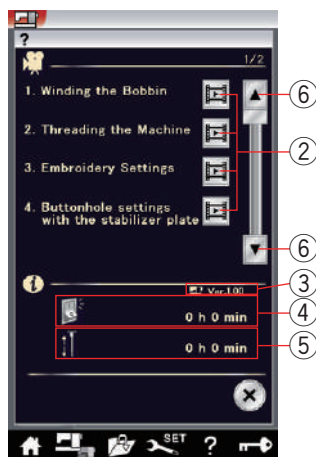 ?
1/2
1. Winding the Bobbin
2. Threading the Machine
3. Embroidery Settings
4. Buttonhole settings
with the stabilizer plate
⑥
②
⑥
③
Ver.1.00
④
0 h 0 min
⑤
0 h 0 min
SET
?